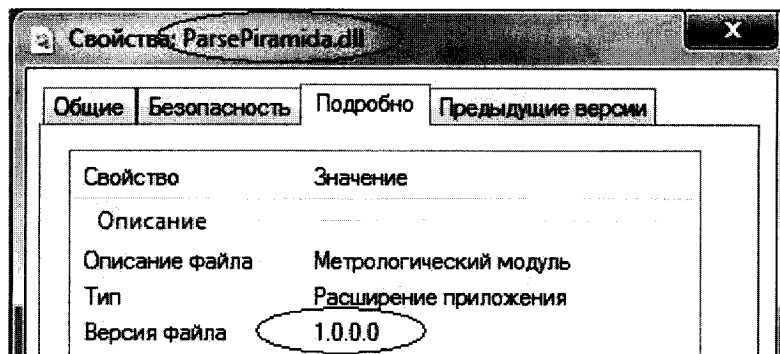 Свойства: ParsePiramida.dll
x
Общие Безопасность Подробно Предыдущие версии
Свойство Значение
Описание
Описание файла Метрологический модуль
Тип Расширение приложения
Версия файла 1.0.0.0